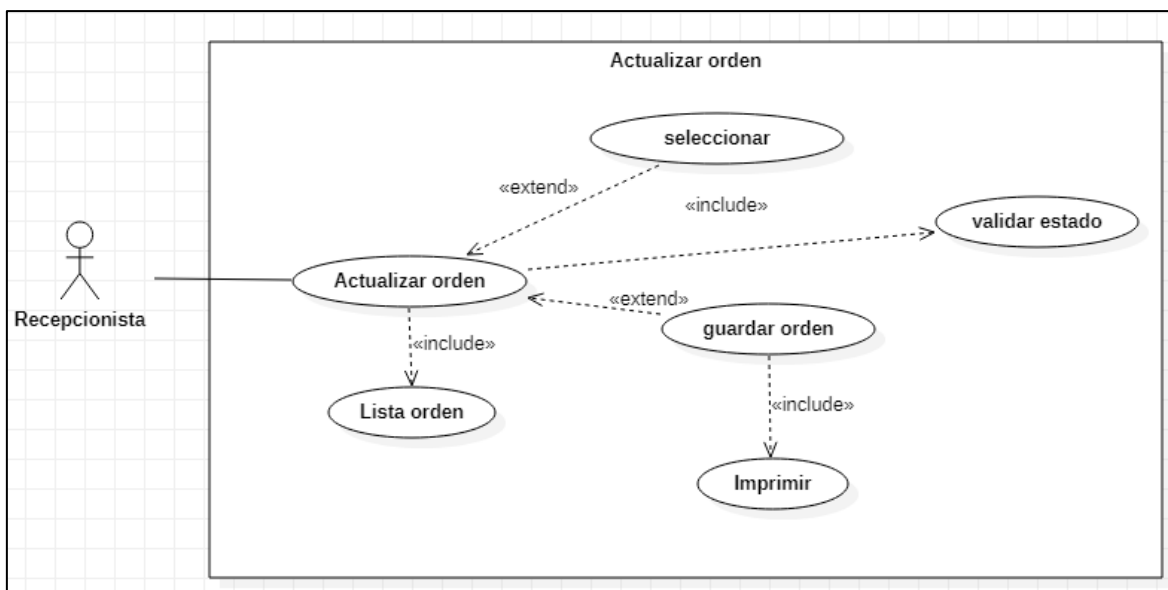 Actualizar orden
seleccionar
«extend»
«include»
validar estado
Actualizar orden
«extend»
Recepcionista
guardar orden
«include»
Lista orden
«include»
Imprimir